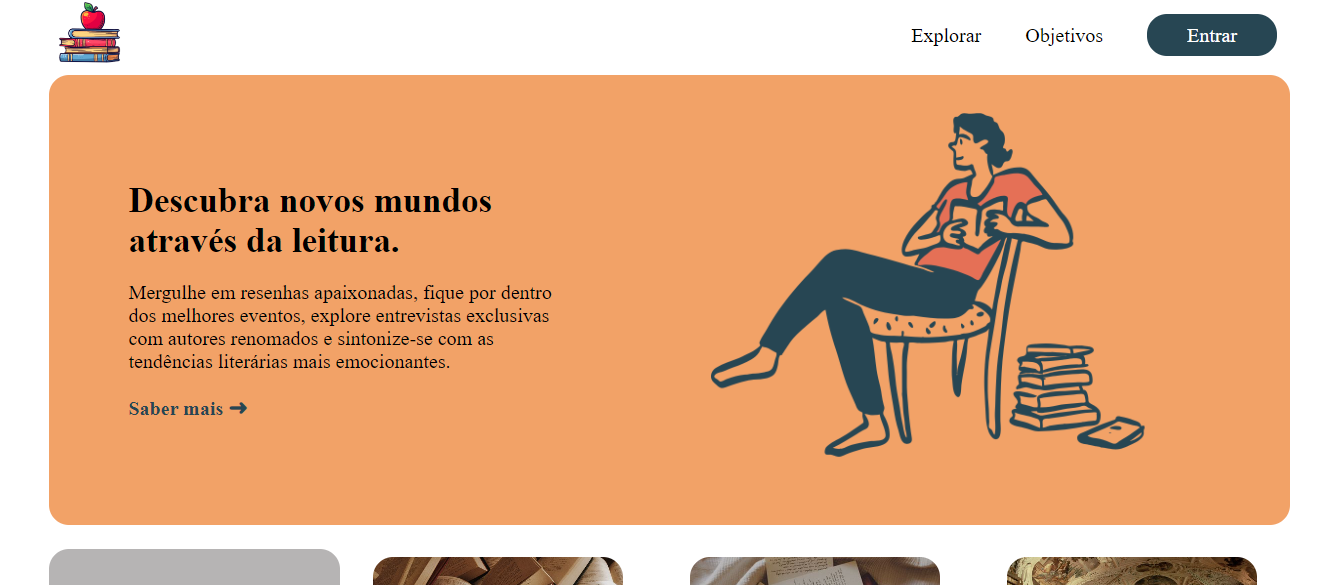 Explorar
Objetivos
Entrar
Descubra novos mundos
através da leitura.
Mergulhe em resenhas apaixonadas, fique por dentro
dos melhores eventos, explore entrevistas exclusivas
com autores renomados e sintonize-se com as
tendências literárias mais emocionantes.
Saber mais ➜